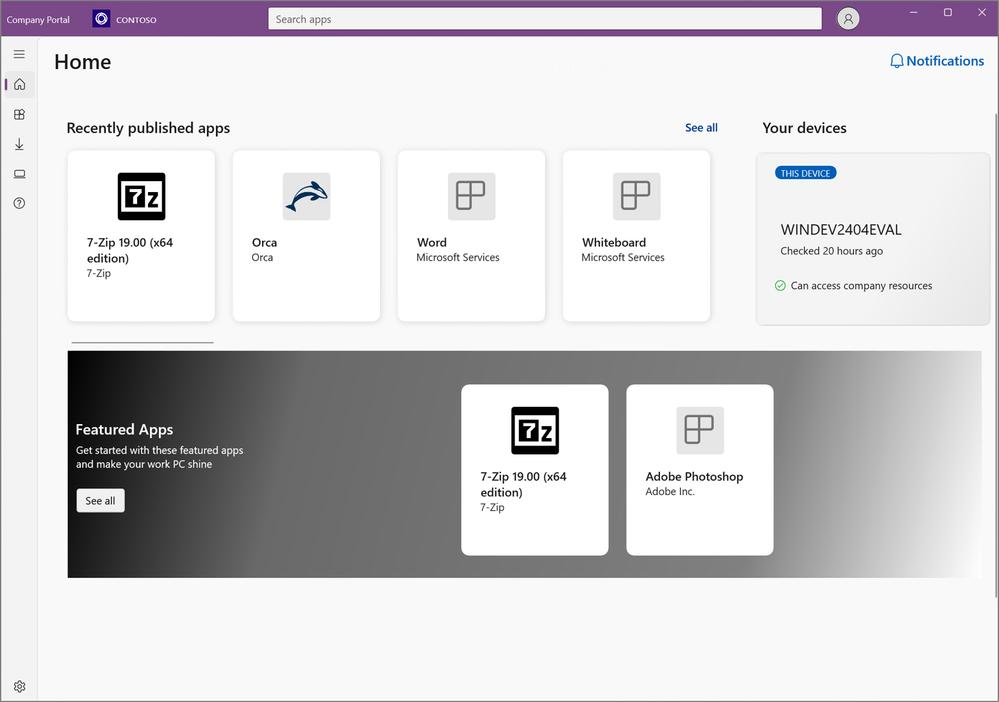 Company Portal
CONTOSO
Search apps
Home
Notifications
Recently published apps
See all
Your devices
7z
7-Zip 19.00 (x64
edition)
7-Zip
Orca
Orca
Word
Microsoft Services
Whiteboard
Microsoft Services
THIS DEVICE
WINDEV2404EVAL
Checked 20 hours ago
Can access company resources
Featured Apps
Get started with these featured apps
and make your work PC shine
See all
7z
7-Zip 19.00 (x64
edition)
7-Zip
Adobe Photoshop
Adobe Inc.